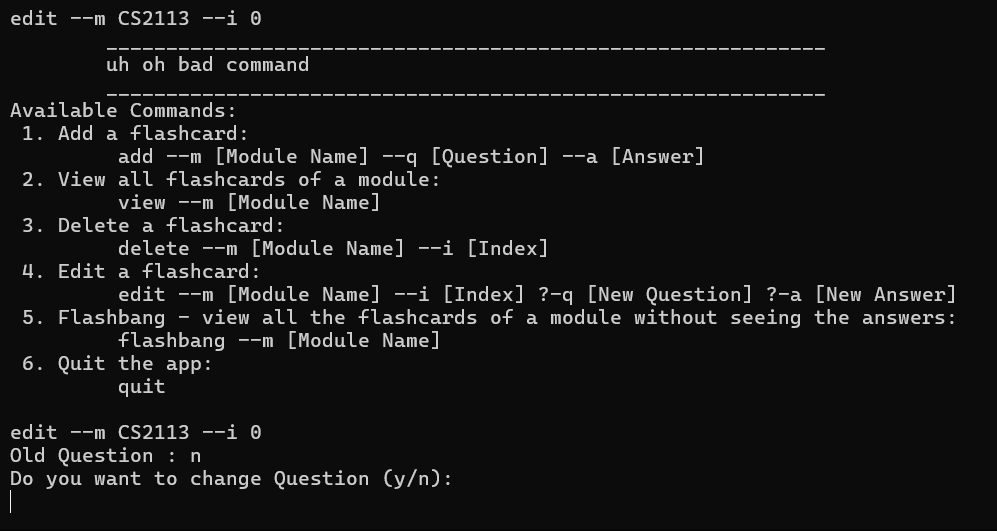 edit --m CS2113 --i 0
____________________________________________________________
uh oh bad command
____________________________________________________________
Available Commands:
1. Add a flashcard:
add --m [Module Name] --q [Question] --a [Answer]
2. View all flashcards of a module:
view --m [Module Name]
3. Delete a flashcard:
delete --m [Module Name] --i [Index]
4. Edit a flashcard:
edit --m [Module Name] --i [Index] ?-q [New Question] ?-a [New Answer]
5. Flashbang - view all the flashcards of a module without seeing the answers:
flashbang --m [Module Name]
6. Quit the app:
quit
edit --m CS2113 --i 0
Old Question : n
Do you want to change Question (y/n):